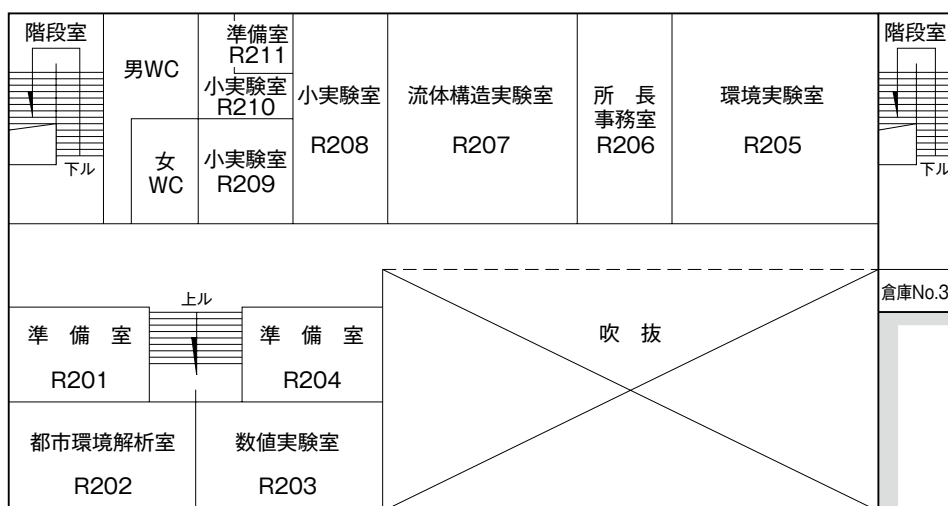 階段室
下ル
男WC
女
WC
準備室
R211
小実験室
R210
小実験室
R209
小実験室
R208
流体構造実験室
R207
所 長
事務室
R206
環境実験室
R205
階段室
下ル
倉庫No.3
上ル
準 備 室
R201
準 備 室
R204
吹 抜
都市環境解析室
R202
数値実験室
R203